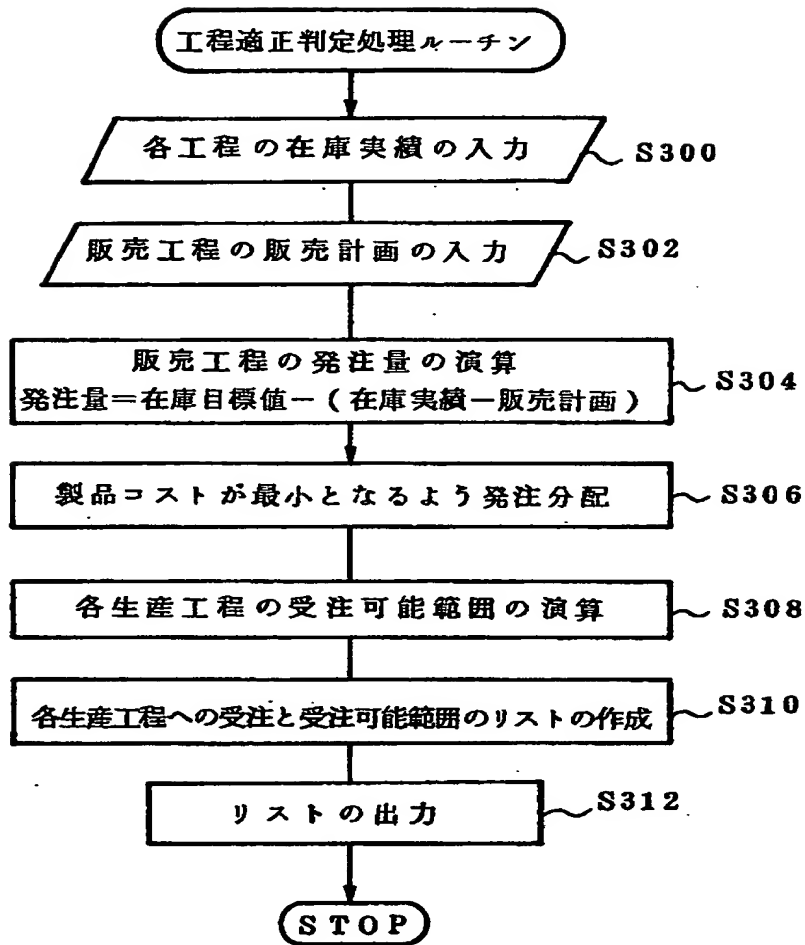 工程適正判定処理ルーチン
各工程の在庫実績の入力
S300
販売工程の販売計画の入力
S302
販売工程の発注量の演算
発注量=在庫目標値-(在庫実績-販売計画)
S304
製品コストが最小となるよう発注分配
S306
各生産工程の受注可能範囲の演算
S308
各生産工程への受注と受注可能範囲のリストの作成
S310
リストの出力
S312
STOP